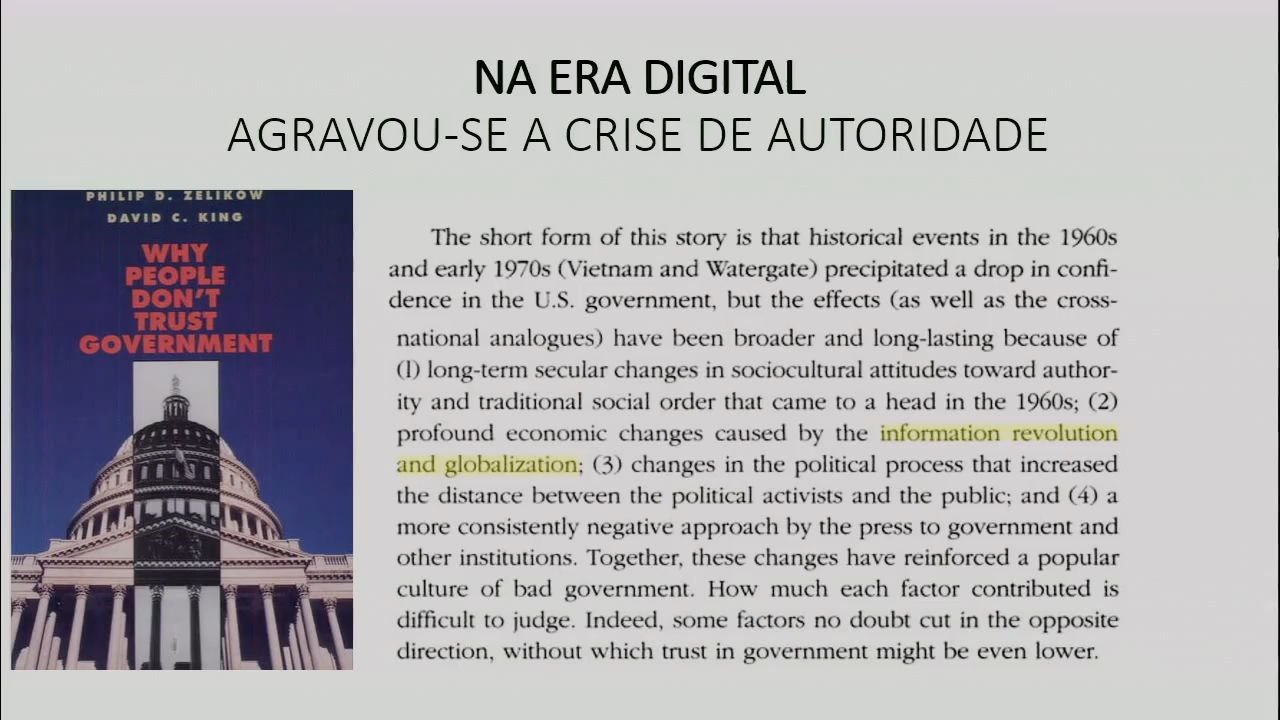 NA ERA DIGITAL
AGRAVOU-SE A CRISE DE AUTORIDADE
PHILIP D. ZELIKOW
DAVID C. KING
WHY
PEOPLE
DON'T
TRUST
GOVERNMENT
The short form of this story is that historical events in the 1960s
and early 1970s (Vietnam and Watergate) precipitated a drop in confi-
dence in the U.S. government, but the effects (as well as the cross-
national analogues) have been broader and long-lasting because of
(l) long-term secular changes in sociocultural attitudes toward author-
ity and traditional social order that came to a head in the 1960s; (2)
profound economic changes caused by the information revolution
and globalization; (3) changes in the political process that increased
the distance between the political activists and the public; and (4) a
more consistently negative approach by the press to government and
other institutions. Together, these changes have reinforced a popular
culture of bad government. How much each factor contributed is
difficult to judge. Indeed, some factors no doubt cut in the opposite
direction, without which trust in government might be even lower.